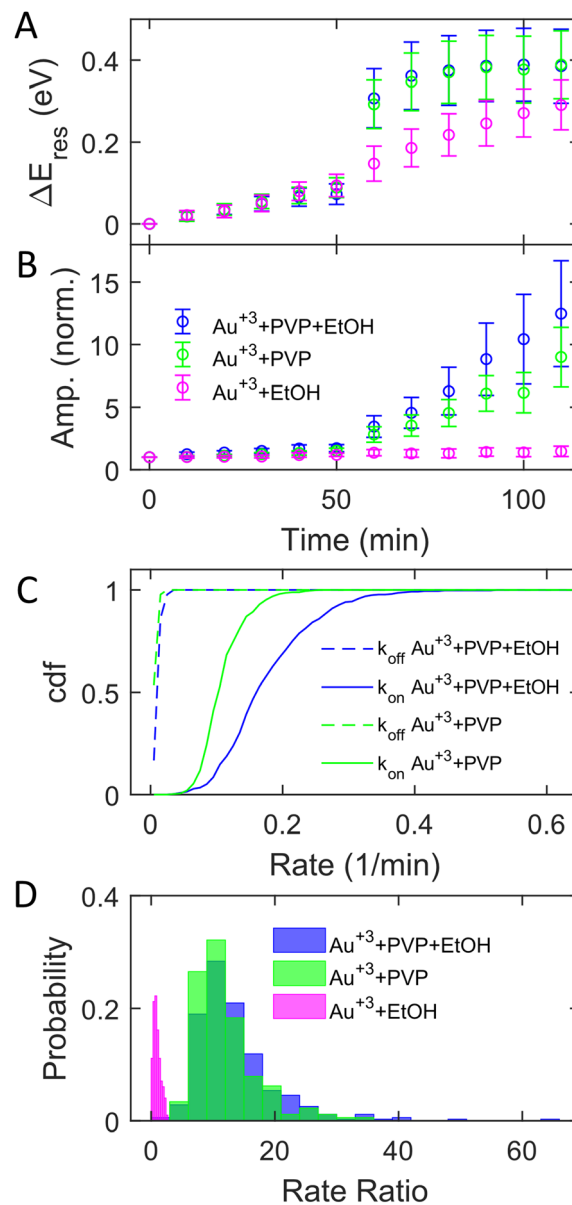 A
0.4
0.2
0
ΔE_res (eV)
B
15
10
5
0
Amp. (norm.)
Au⁺³+PVP+EtOH
Au⁺³+PVP
Au⁺³+EtOH
0
50
100
Time (min)
C
1
0.5
0
cdf
k_off Au⁺³+PVP+EtOH
k_on Au⁺³+PVP+EtOH
k_off Au⁺³+PVP
k_on Au⁺³+PVP
0
0.2
0.4
0.6
Rate (1/min)
D
0.4
0.2
0
Probability
Au⁺³+PVP+EtOH
Au⁺³+PVP
Au⁺³+EtOH
0
20
40
60
Rate Ratio